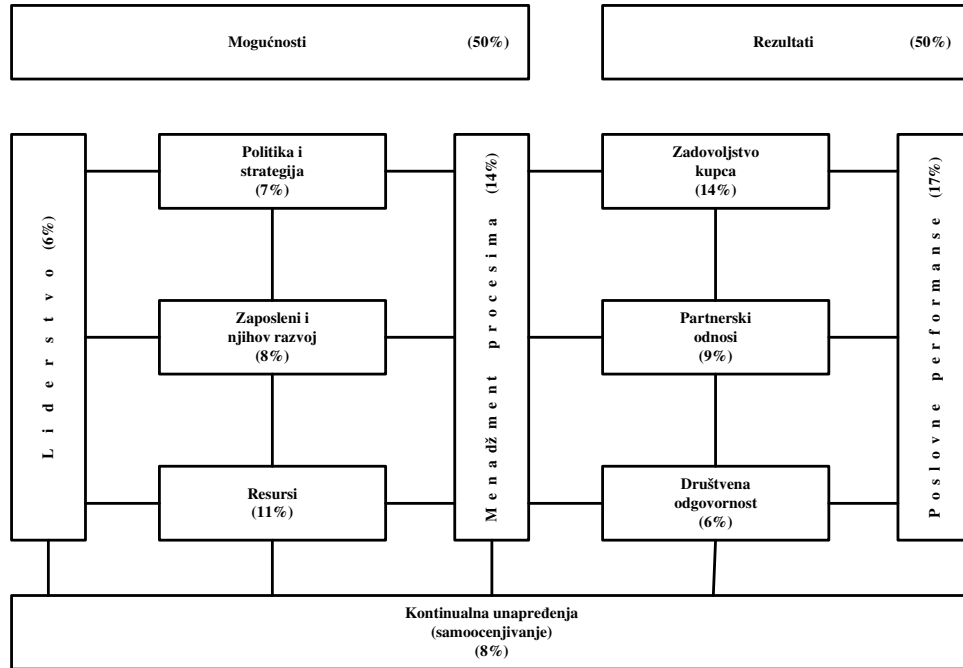 Mogućnosti (50%)
Rezultati (50%)
Liderstvo (6%)
Politika i
strategija
(7%)
Zaposleni i
njihov razvoj
(8%)
Resursi
(11%)
Menadžment procesima (14%)
Zadovoljstvo
kupca
(14%)
Partnerski
odnosi
(9%)
Društvena
odgovornost
(6%)
Poslovne performanse (17%)
Kontinualna unapređenja
(samoocenjivanje)
(8%)